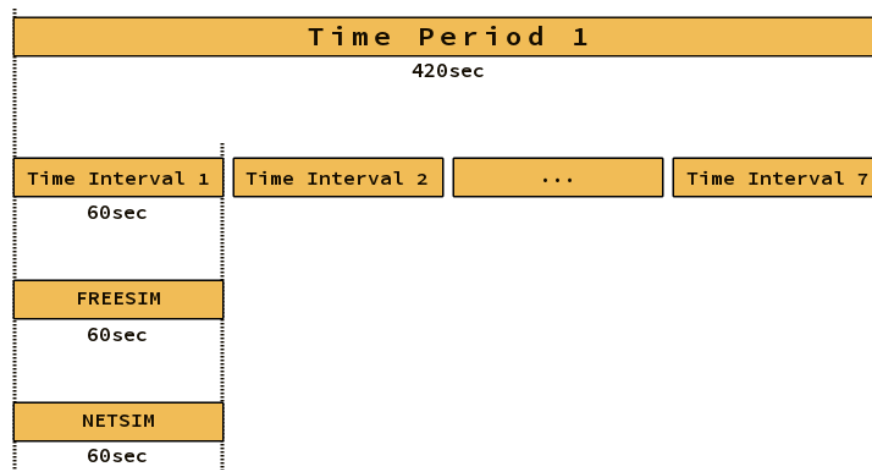 Time Period 1
420sec
Time Interval 1 Time Interval 2 ... Time Interval 7
60sec
FREESIM
60sec
NETSIM
60sec